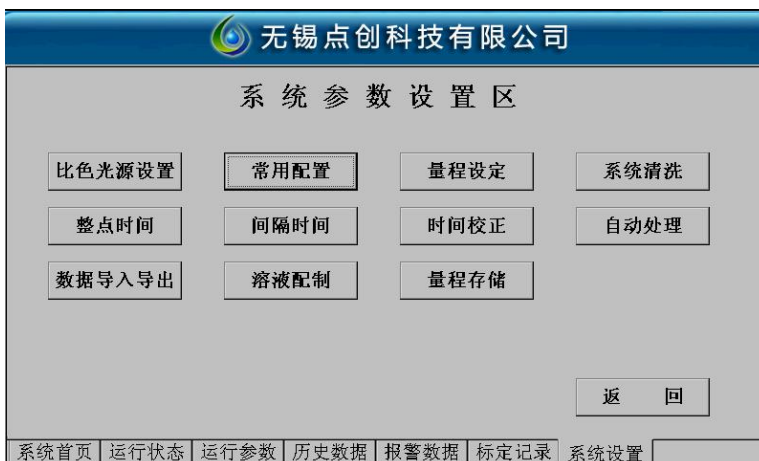 无锡点创科技有限公司
系统参数设置区
比色光源设置 常用配置 量程设定 系统清洗
整点时间 间隔时间 时间校正 自动处理
数据导入导出 溶液配制 量程存储
返 回
系统首页 运行状态 运行参数 历史数据 报警数据 标定记录 系统设置